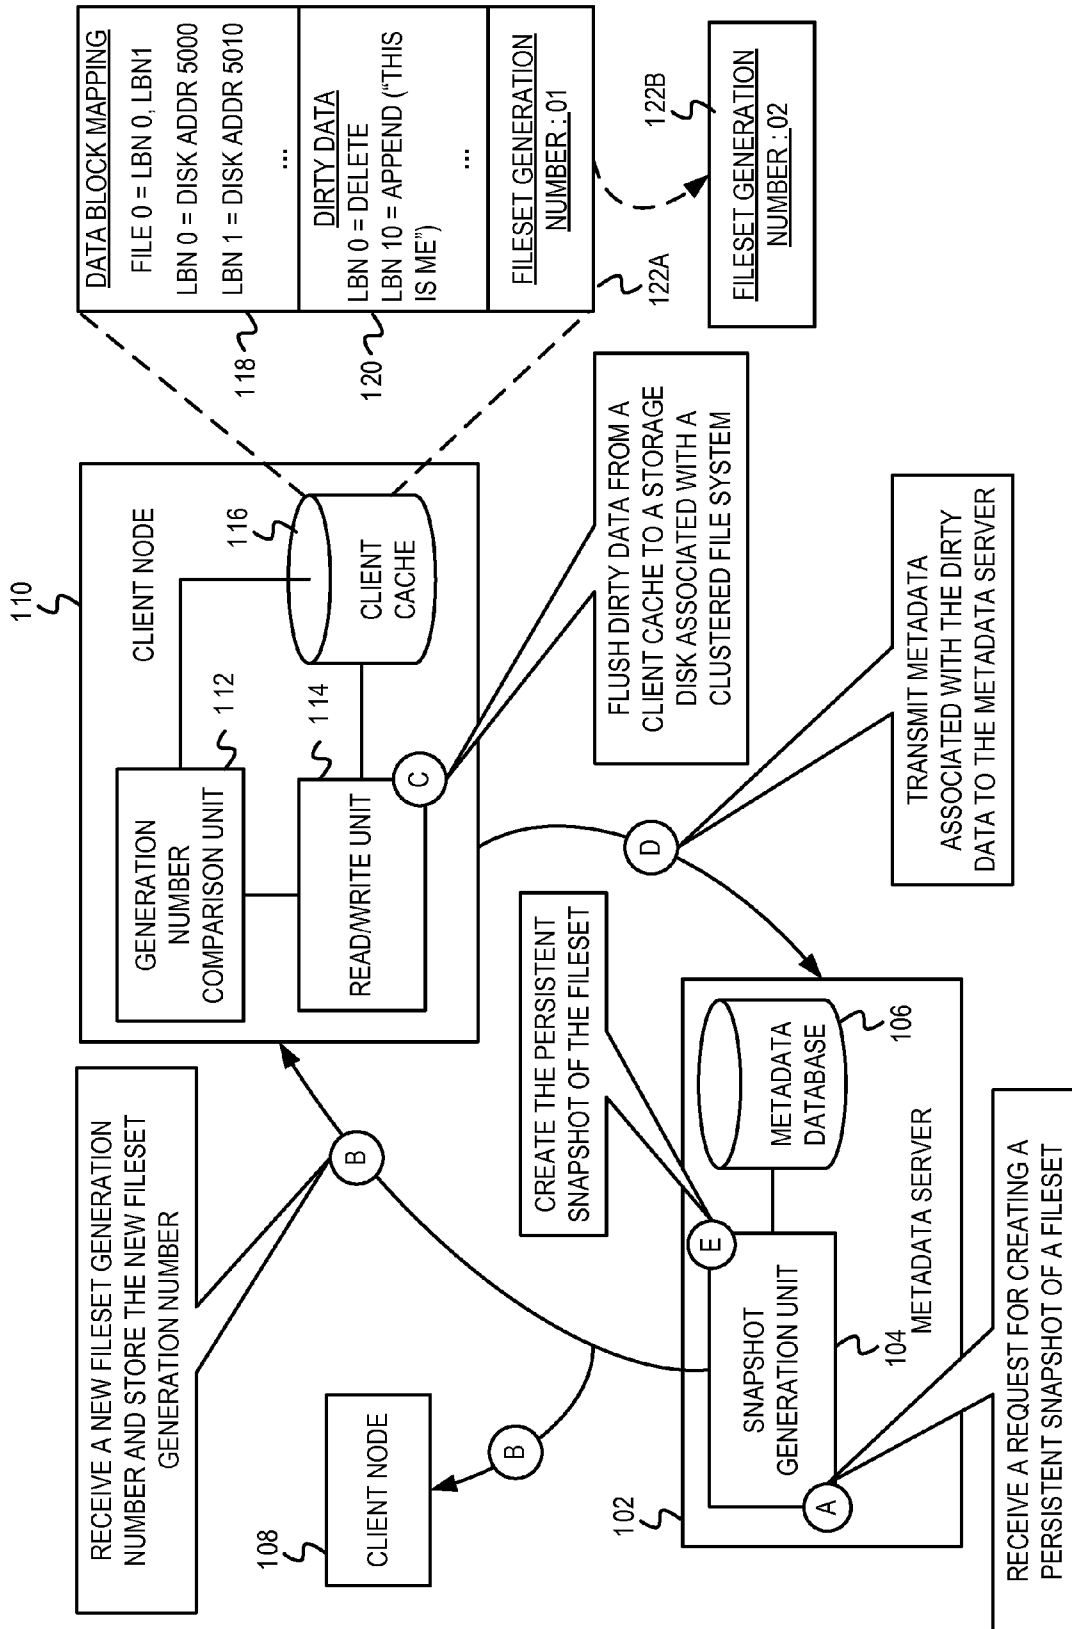 RECEIVE A NEW FILESET GENERATION
NUMBER AND STORE THE NEW FILESET
GENERATION NUMBER
B
110
CLIENT NODE
GENERATION
NUMBER
COMPARISON UNIT
112
READ/WRITE UNIT
114
116
CLIENT
CACHE
C
DATA BLOCK MAPPING
FILE 0 = LBN 0, LBN1
LBN 0 = DISK ADDR 5000
LBN 1 = DISK ADDR 5010
...
118
DIRTY DATA
LBN 0 = DELETE
LBN 10 = APPEND (“THIS
IS ME”)
...
120
FILESET GENERATION
NUMBER : 01
122A
122B
FILESET GENERATION
NUMBER : 02
108
CLIENT NODE
B
CREATE THE PERSISTENT
SNAPSHOT OF THE FILESET
FLUSH DIRTY DATA FROM A
CLIENT CACHE TO A STORAGE
DISK ASSOCIATED WITH A
CLUSTERED FILE SYSTEM
D
TRANSMIT METADATA
ASSOCIATED WITH THE DIRTY
DATA TO THE METADATA SERVER
102
E
SNAPSHOT
GENERATION UNIT
104
METADATA
DATABASE
106
METADATA SERVER
A
RECEIVE A REQUEST FOR CREATING A
PERSISTENT SNAPSHOT OF A FILESET